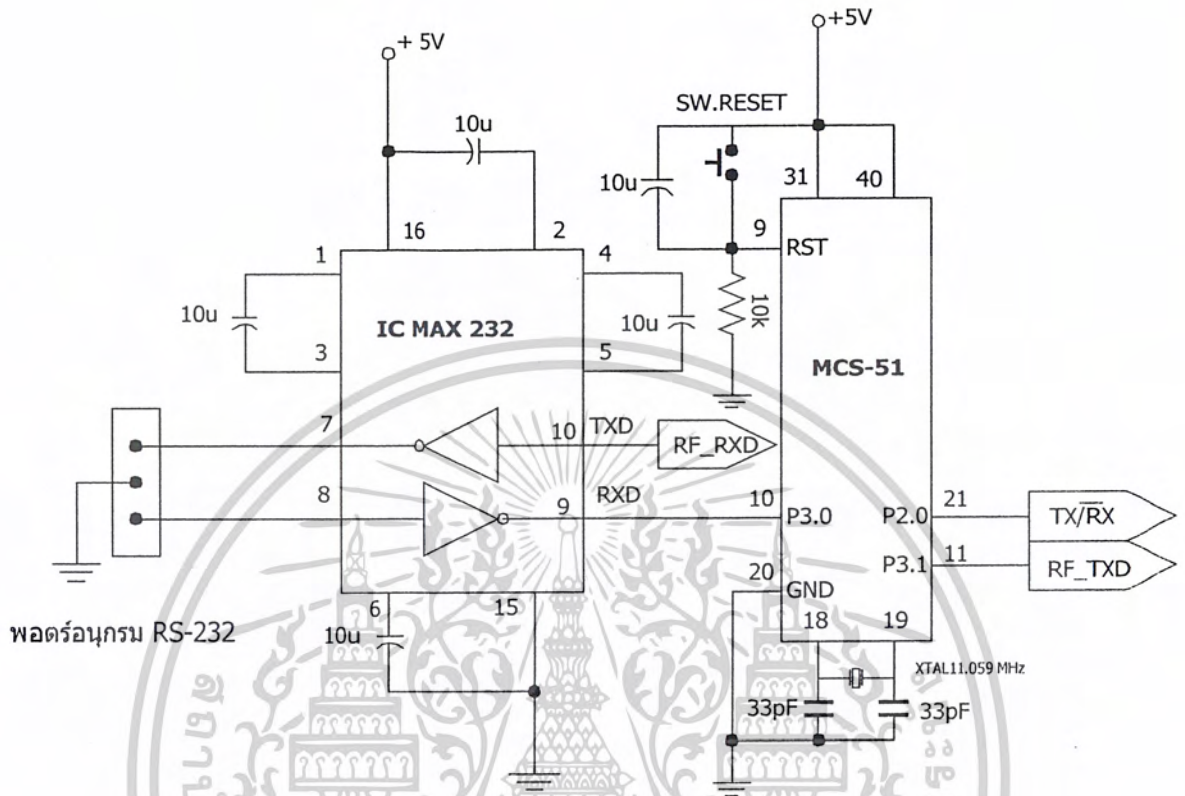 + 5V
+5V
SW.RESET
10u
10u
31
40
16
2
1
4
9
RST
10u
IC MAX 232
10u
10k
3
5
MCS-51
7
10
TXD
RF_RXD
8
9
RXD
10
P3.0
P2.0
21
TX/RX
P3.1
11
RF_TXD
20
GND
6
15
18
19
พอตร์อนุกรม RS-232
10u
XTAL11.059 MHz
33pF
33pF